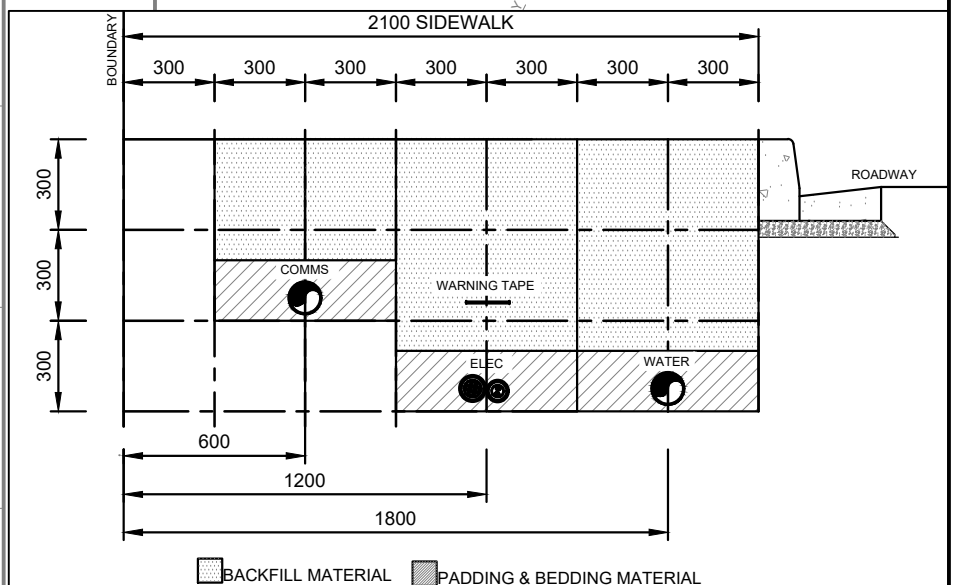 2100 SIDEWALK
BOUNDARY
300 300 300 300 300 300 300
300
300
300
ROADWAY
COMMS
WARNING TAPE
ELEC
WATER
600
1200
1800
BACKFILL MATERIAL PADDING & BEDDING MATERIAL